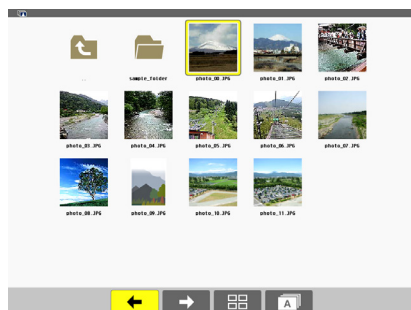 ..
sample_folder photo_00.JPG photo_01.JPG photo_02.JPG
photo_03.JPG photo_04.JPG photo_05.JPG photo_06.JPG photo_07.JPG
photo_08.JPG photo_09.JPG photo_10.JPG photo_11.JPG
A